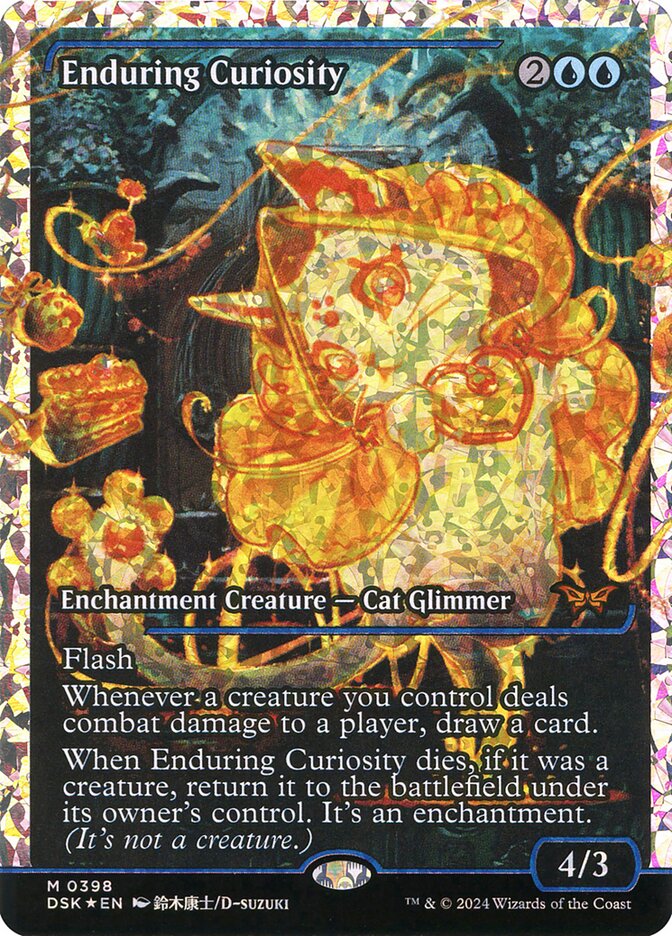 Enduring Curiosity 2
Enchantment Creature — Cat Glimmer
Flash
Whenever a creature you control deals
combat damage to a player, draw a card.
When Enduring Curiosity dies, if it was a
creature, return it to the battlefield under
its owner's control. It's an enchantment.
(It's not a creature.)
4/3
M 0398
DSK★EN 鈴木康士/D-SUZUKI ™ & © 2024 Wizards of the Coast